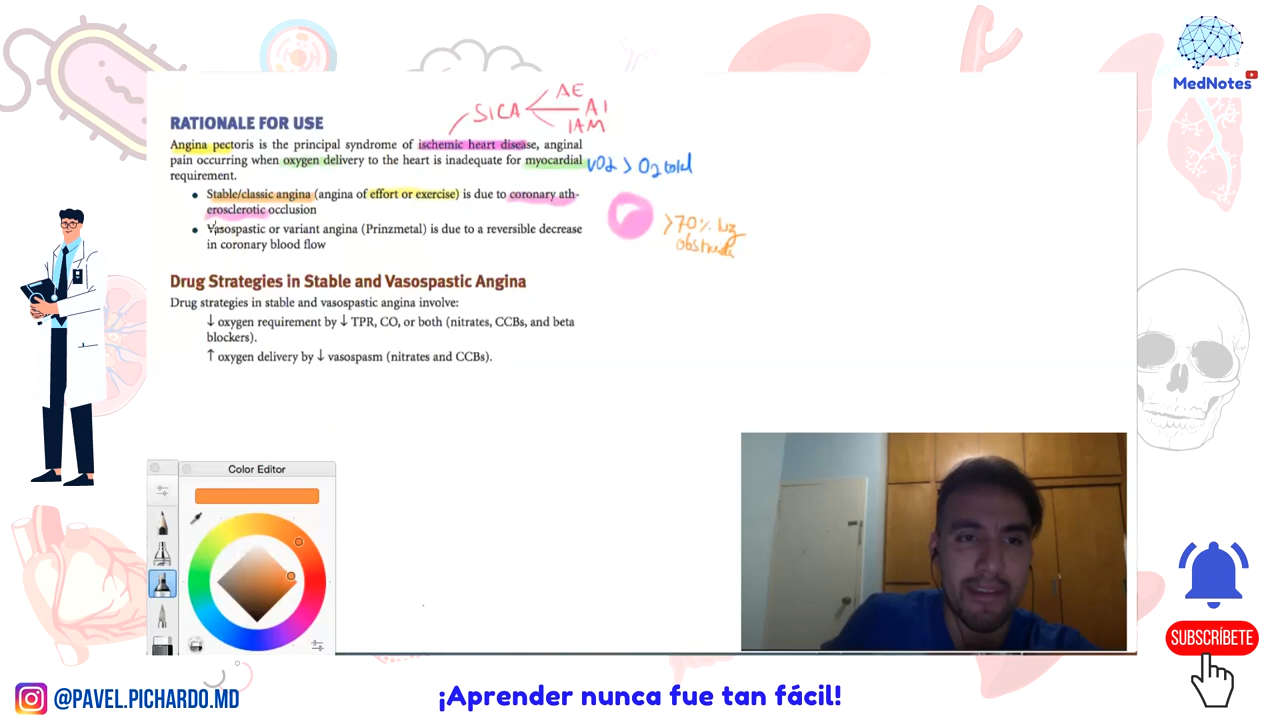 MedNotes
AE
SICA
AI
IAM
RATIONALE FOR USE
Angina pectoris is the principal syndrome of ischemic heart disease, anginal
pain occurring when oxygen delivery to the heart is inadequate for myocardial
requirement.
VO2 > O2
• Stable/classic angina (angina of effort or exercise) is due to coronary ath-
erosclerotic occlusion
>70% luz
• Vasospastic or variant angina (Prinzmetal) is due to a reversible decrease
in coronary blood flow
Drug Strategies in Stable and Vasospastic Angina
Drug strategies in stable and vasospastic angina involve:
↓ oxygen requirement by ↓ TPR, CO, or both (nitrates, CCBs, and beta
blockers).
↑ oxygen delivery by ↓ vasospasm (nitrates and CCBs).
Color Editor
SUBSCRÍBETE
@PAVEL.PICHARDO.MD
¡Aprender nunca fue tan fácil!